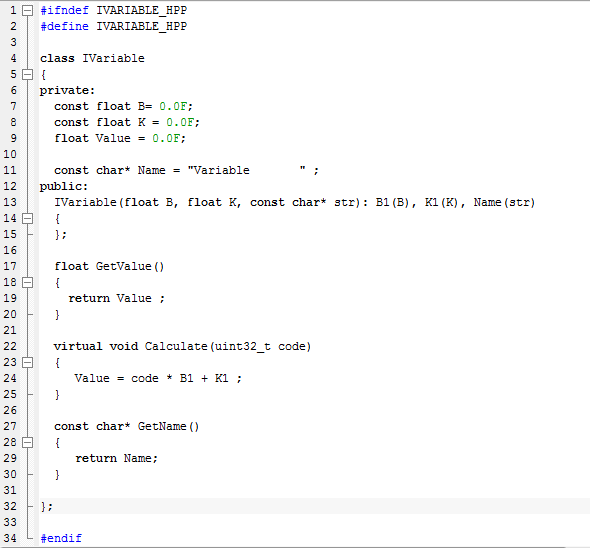 1 #ifndef IVARIABLE_HPP
2 #define IVARIABLE_HPP
3
4 class IVariable
5 {
6 private:
7   const float B= 0.0F;
8   const float K = 0.0F;
9   float Value = 0.0F;
10
11   const char* Name = "Variable       " ;
12 public:
13   IVariable(float B, float K, const char* str): B1(B), K1(K), Name(str)
14   {
15   };
16
17   float GetValue()
18   {
19     return Value ;
20   }
21
22   virtual void Calculate(uint32_t code)
23   {
24      Value = code * B1 + K1 ;
25   }
26
27   const char* GetName()
28   {
29      return Name;
30   }
31
32 };
33
34 #endif